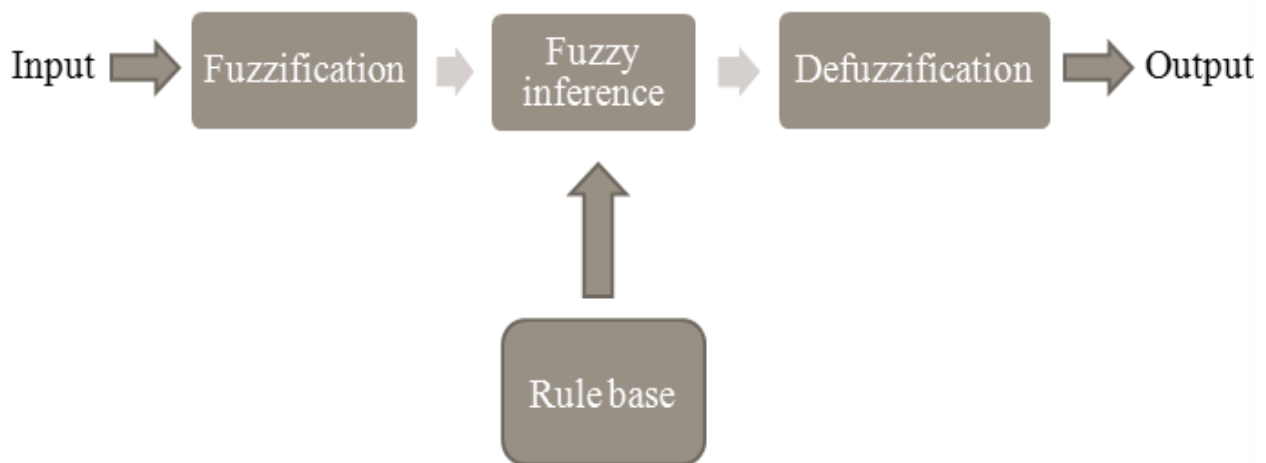 Input
Fuzzification
Fuzzy
inference
Defuzzification
Output
Rule base